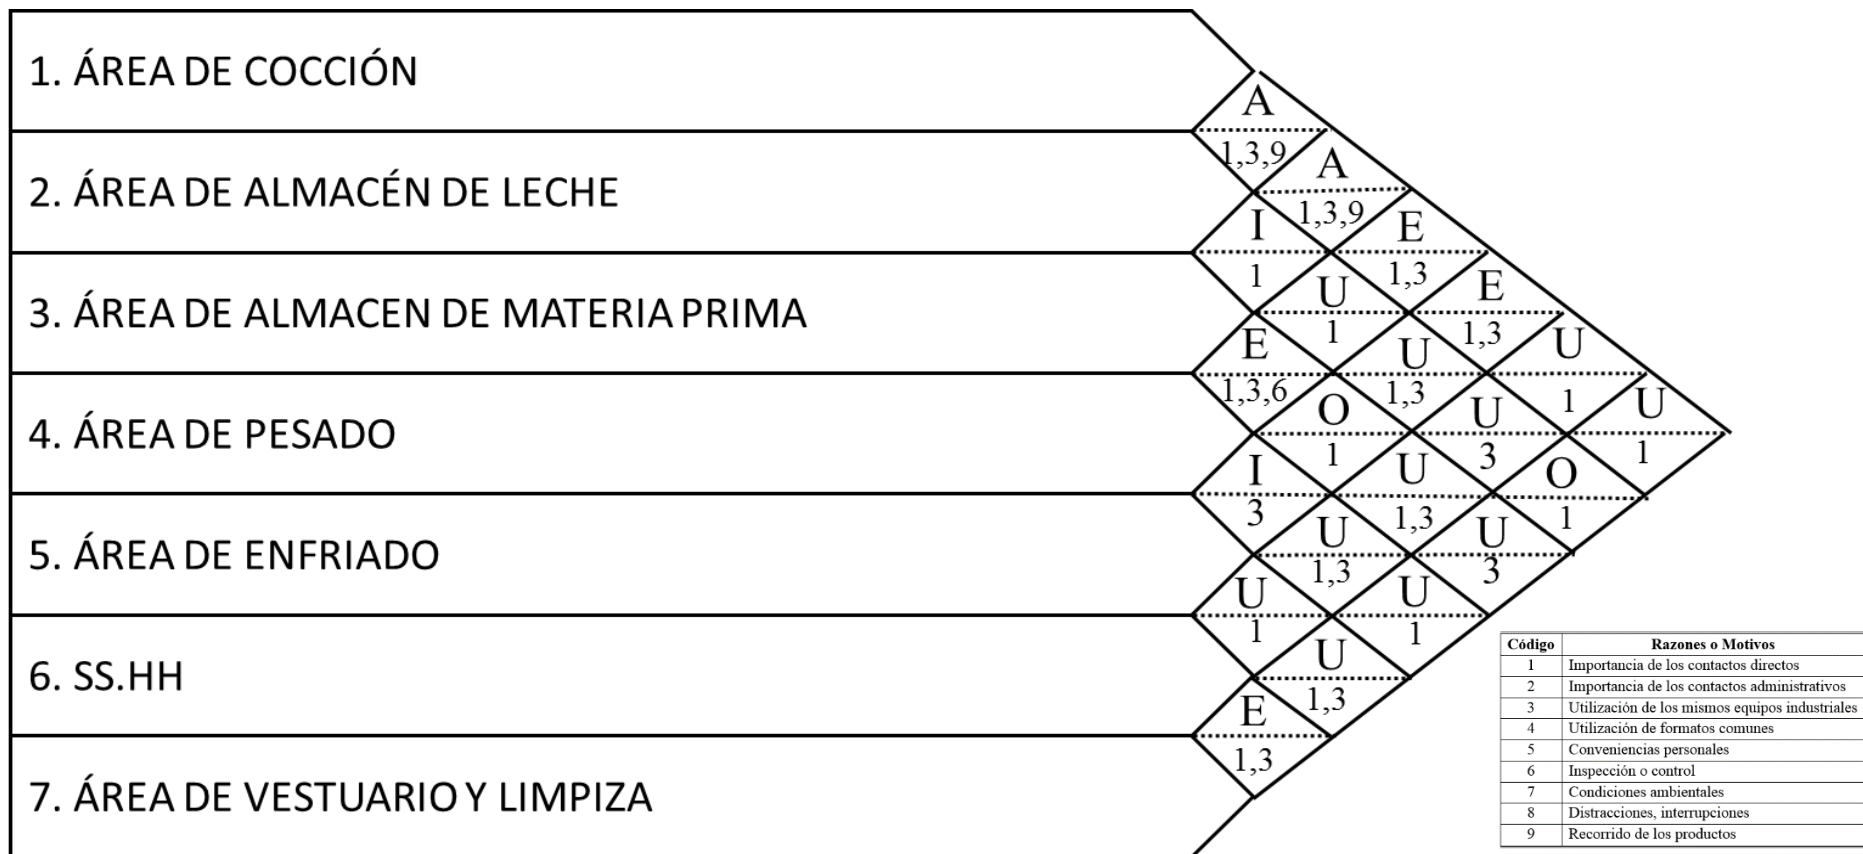 1. ÁREA DE COCCIÓN
A
1,3,9
A
2. ÁREA DE ALMACÉN DE LECHE
1,3,9
I
E
1
1,3
U
E
3. ÁREA DE ALMACEN DE MATERIA PRIMA
1
1,3
E
U
U
1,3,6
1,3
1
O
U
U
4. ÁREA DE PESADO
1
3
1
I
U
O
3
1,3
1
U
U
5. ÁREA DE ENFRIADO
1,3
3
U
U
1
1
U
6. SS.HH
1,3
E
1,3
7. ÁREA DE VESTUARIO Y LIMPIZA
Código Razones o Motivos
1 Importancia de los contactos directos
2 Importancia de los contactos administrativos
3 Utilización de los mismos equipos industriales
4 Utilización de formatos comunes
5 Conveniencias personales
6 Inspección o control
7 Condiciones ambientales
8 Distracciones, interrupciones
9 Recorrido de los productos